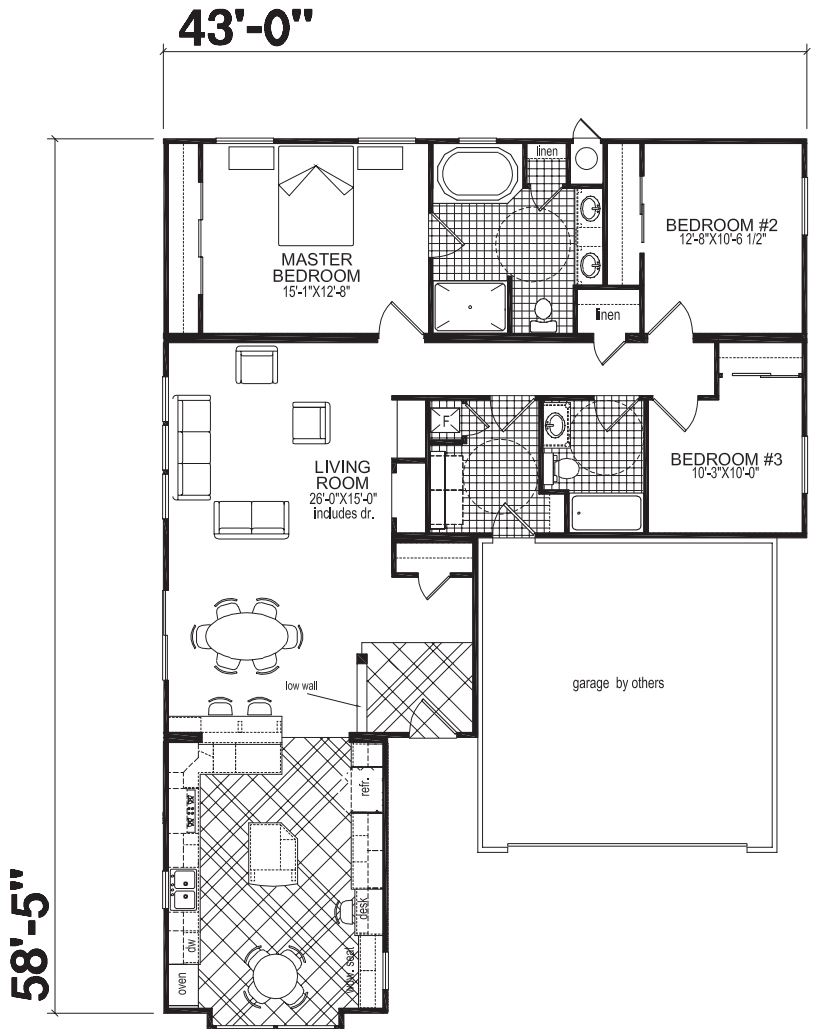 43'-0"
58'-5"
linen
MASTER
BEDROOM
15'-1"X12'-8"
BEDROOM #2
12'-8"X10'-6 1/2"
linen
F
LIVING
ROOM
26'-0"X15'-0"
includes dr.
BEDROOM #3
10'-3"X10'-0"
low wall
garage by others
refr.
desk
seat
dw
oven